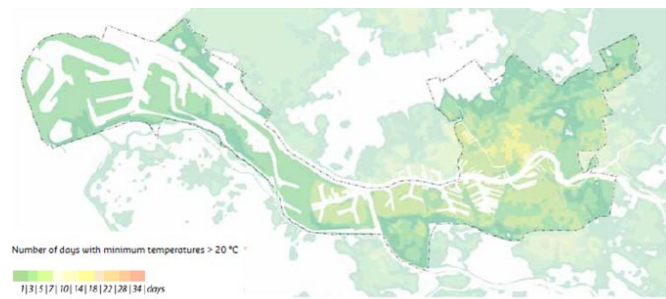 Number of days with minimum temperatures > 20 °C
1|3|5|7|10|14|18|22|28|34|days